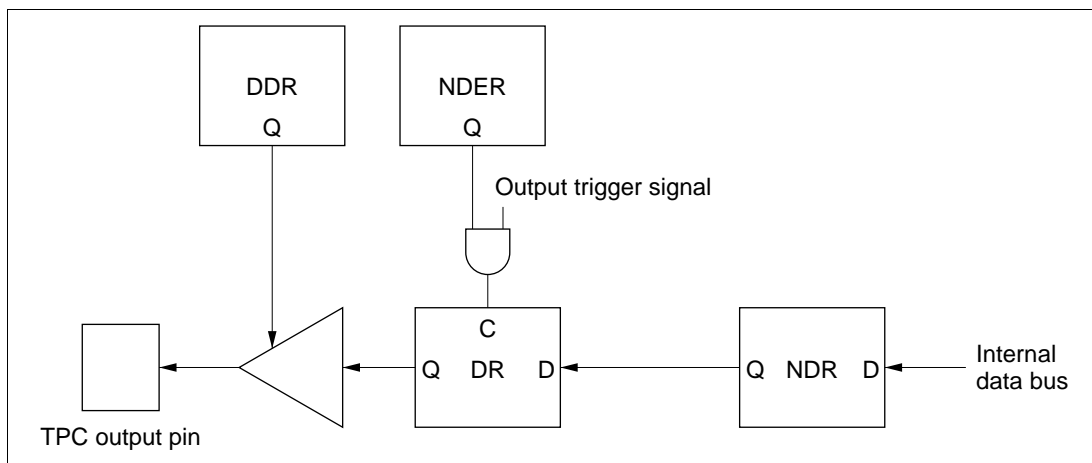 DDR
Q
NDER
Q
Output trigger signal
C
Q DR D
Q NDR D
Internal
data bus
TPC output pin